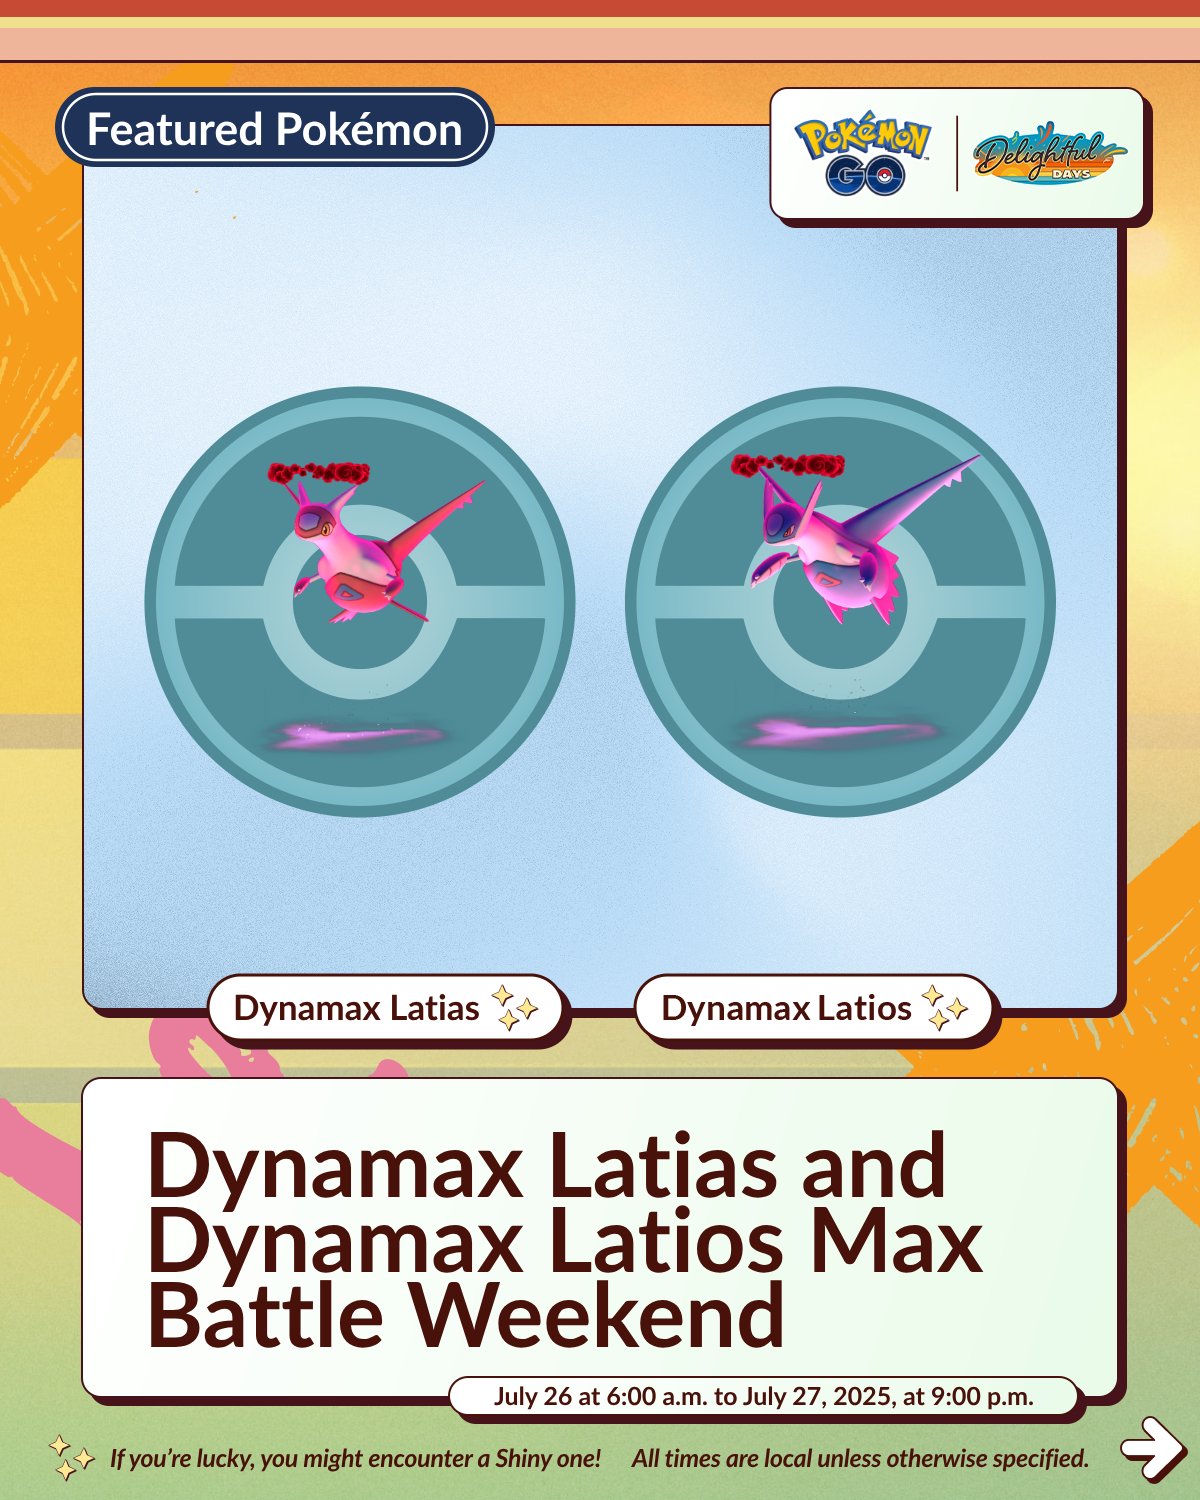 Featured Pokémon
POKÉMON
GO
™
Delightful
DAYS
Dynamax Latias
Dynamax Latios
Dynamax Latias and
Dynamax Latios Max
Battle Weekend
July 26 at 6:00 a.m. to July 27, 2025, at 9:00 p.m.
If you’re lucky, you might encounter a Shiny one!
All times are local unless otherwise specified.